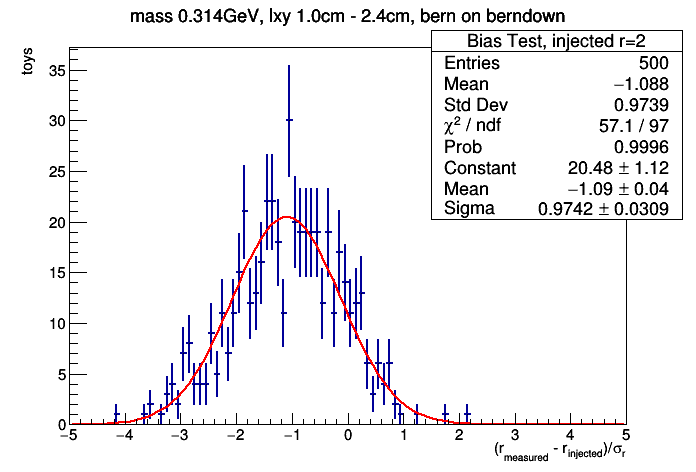 mass 0.314GeV, lxy 1.0cm - 2.4cm, bern on berndown
Bias Test, injected r=2
Entries 500
Mean −1.088
Std Dev 0.9739
χ² / ndf 57.1 / 97
Prob 0.9996
Constant 20.48 ± 1.12
Mean −1.09 ± 0.04
Sigma 0.9742 ± 0.0309
toys
35
30
25
20
15
10
5
0
−5 −4 −3 −2 −1 0 1 2 3 4 5
(r_measured - r_injected)/σ_r